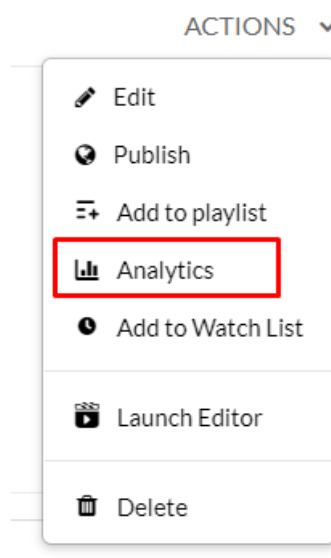 ACTIONS
Edit
Publish
Add to playlist
Analytics
Add to Watch List
Launch Editor
Delete